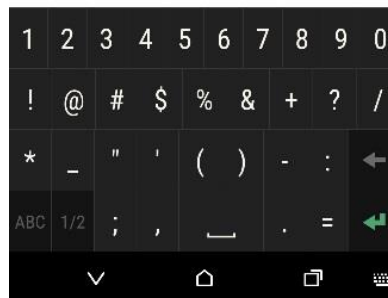 1 2 3 4 5 6 7 8 9 0
! @ # $ % & + ? /
* _ " ' ( ) - :
ABC 1/2 ; , . =